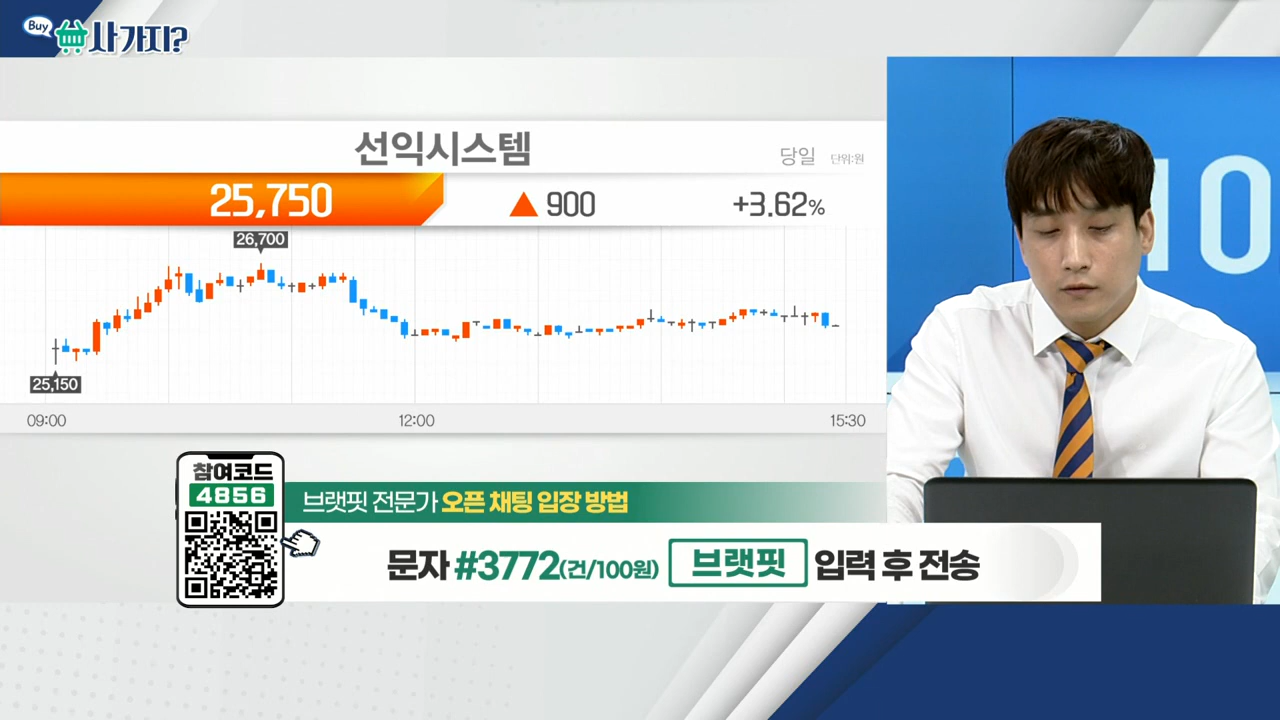 Buy
사 가지?
선익시스템
당일 단위:원
25,750 ▲ 900 +3.62%
26,700
25,150
09:00 12:00 15:30
10
참여코드
4856
브랫핏 전문가 오픈 채팅 입장 방법
문자 #3772(건/100원) 브랫핏 입력 후 전송